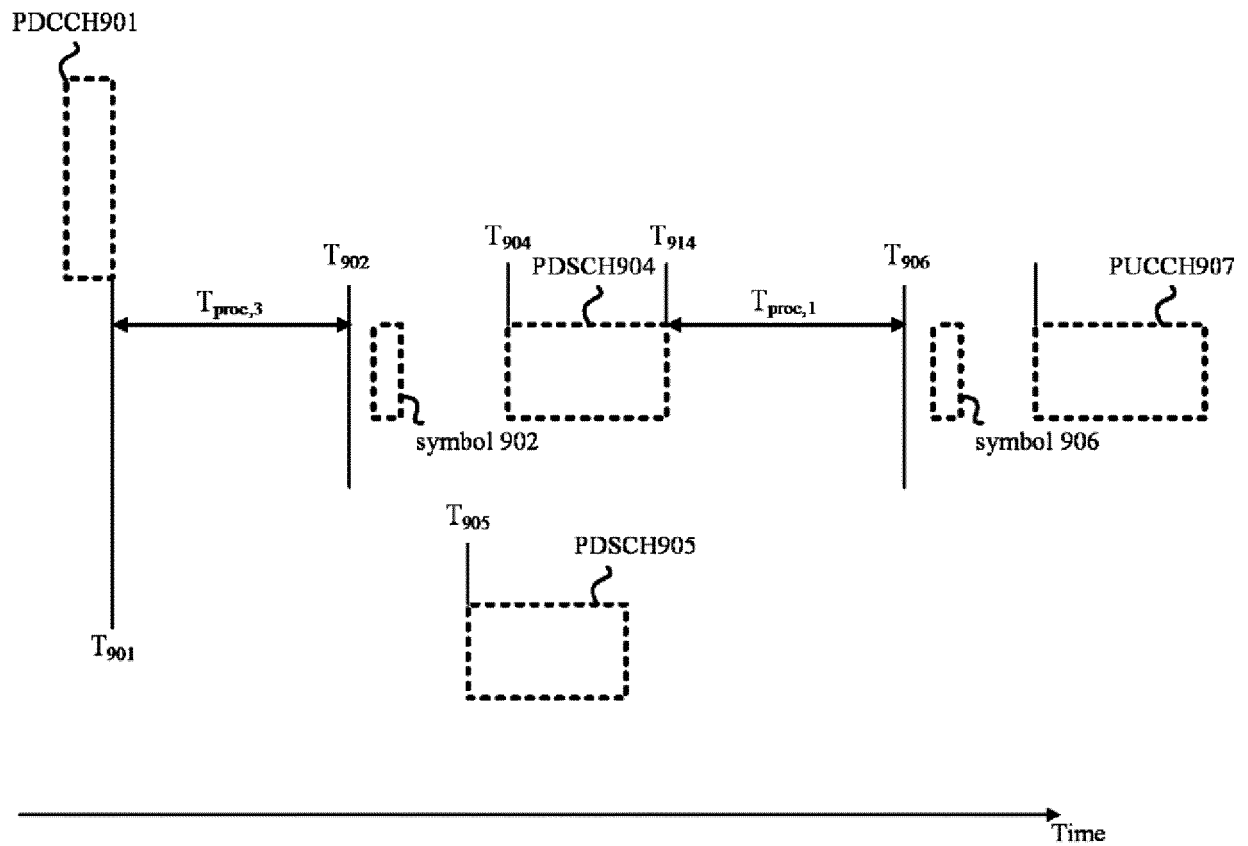 PDCCH901
T904
T914
T902
PDSCH904
T906
PUCCH907
Tproc,3
Tproc,1
symbol 902
symbol 906
T905
PDSCH905
T901
Time